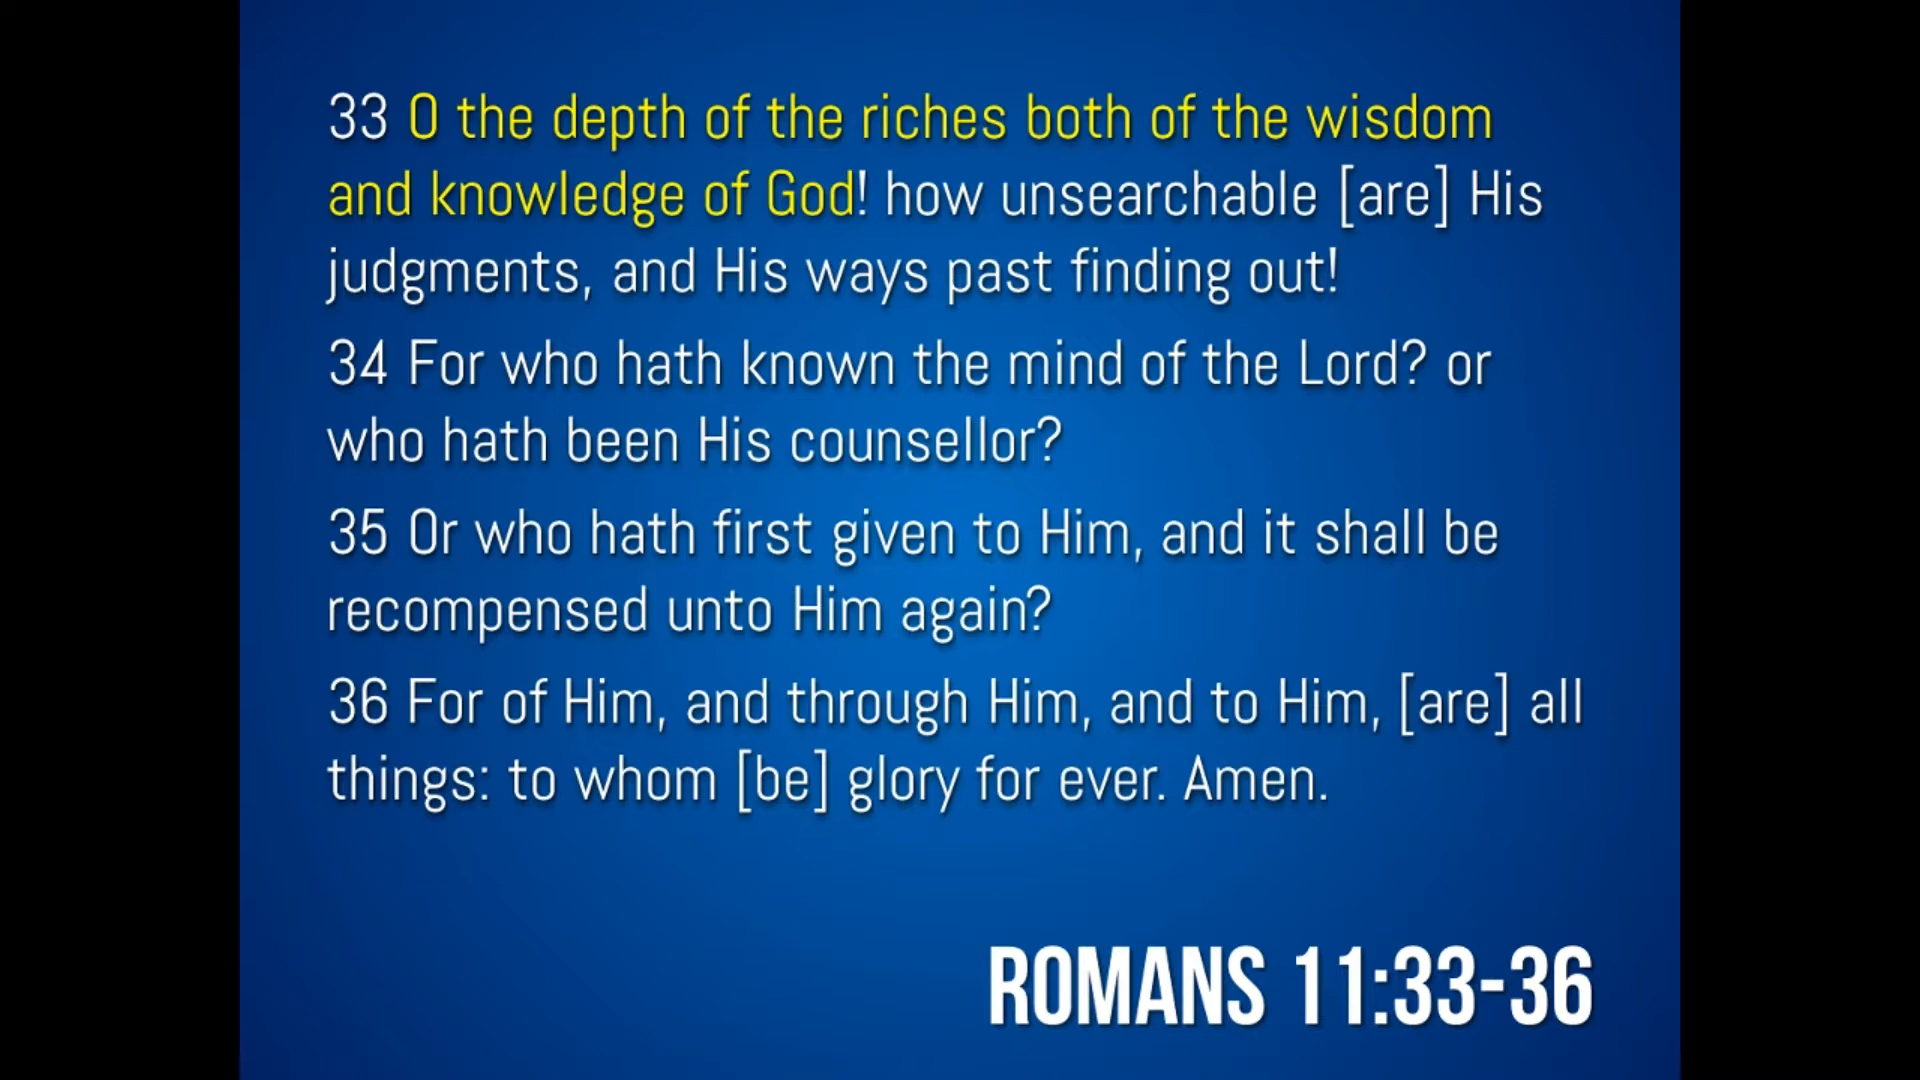 33 O the depth of the riches both of the wisdom
and knowledge of God! how unsearchable [are] His
judgments, and His ways past finding out!
34 For who hath known the mind of the Lord? or
who hath been His counsellor?
35 Or who hath first given to Him, and it shall be
recompensed unto Him again?
36 For of Him, and through Him, and to Him, [are] all
things: to whom [be] glory for ever. Amen.
ROMANS 11:33-36